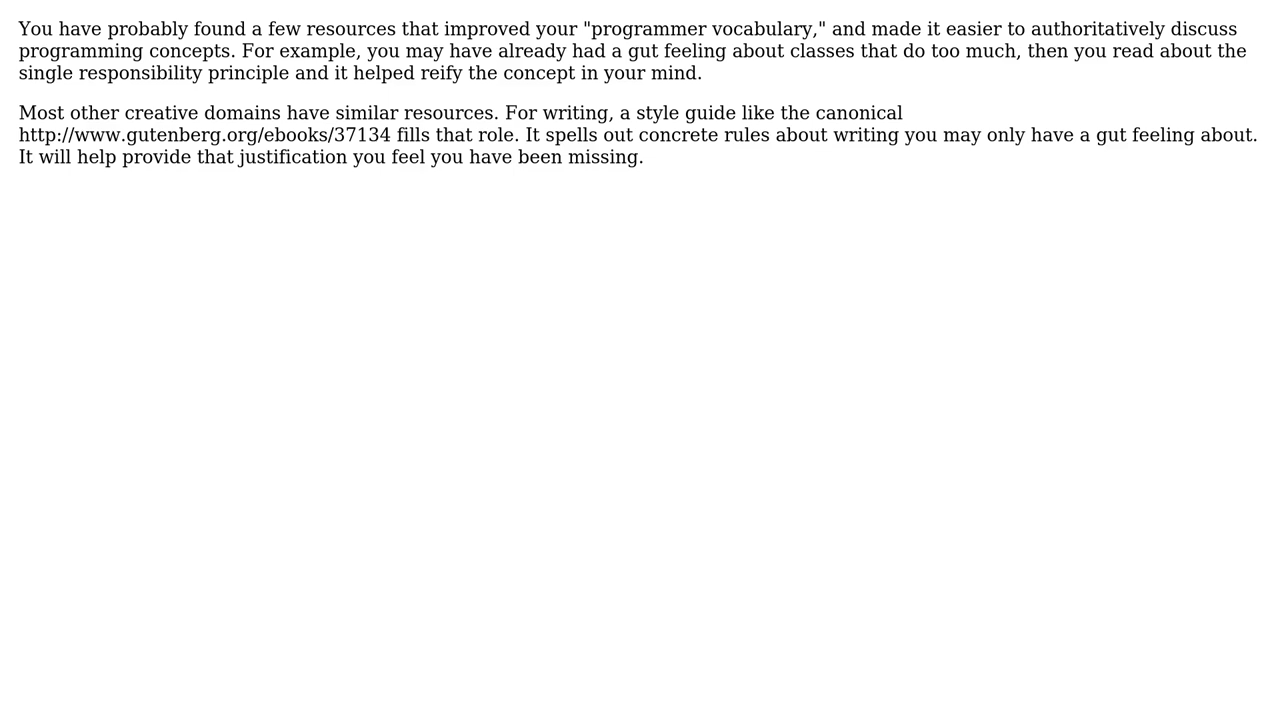 You have probably found a few resources that improved your "programmer vocabulary," and made it easier to authoritatively discuss
programming concepts. For example, you may have already had a gut feeling about classes that do too much, then you read about the
single responsibility principle and it helped reify the concept in your mind.
Most other creative domains have similar resources. For writing, a style guide like the canonical
http://www.gutenberg.org/ebooks/37134 fills that role. It spells out concrete rules about writing you may only have a gut feeling about.
It will help provide that justification you feel you have been missing.